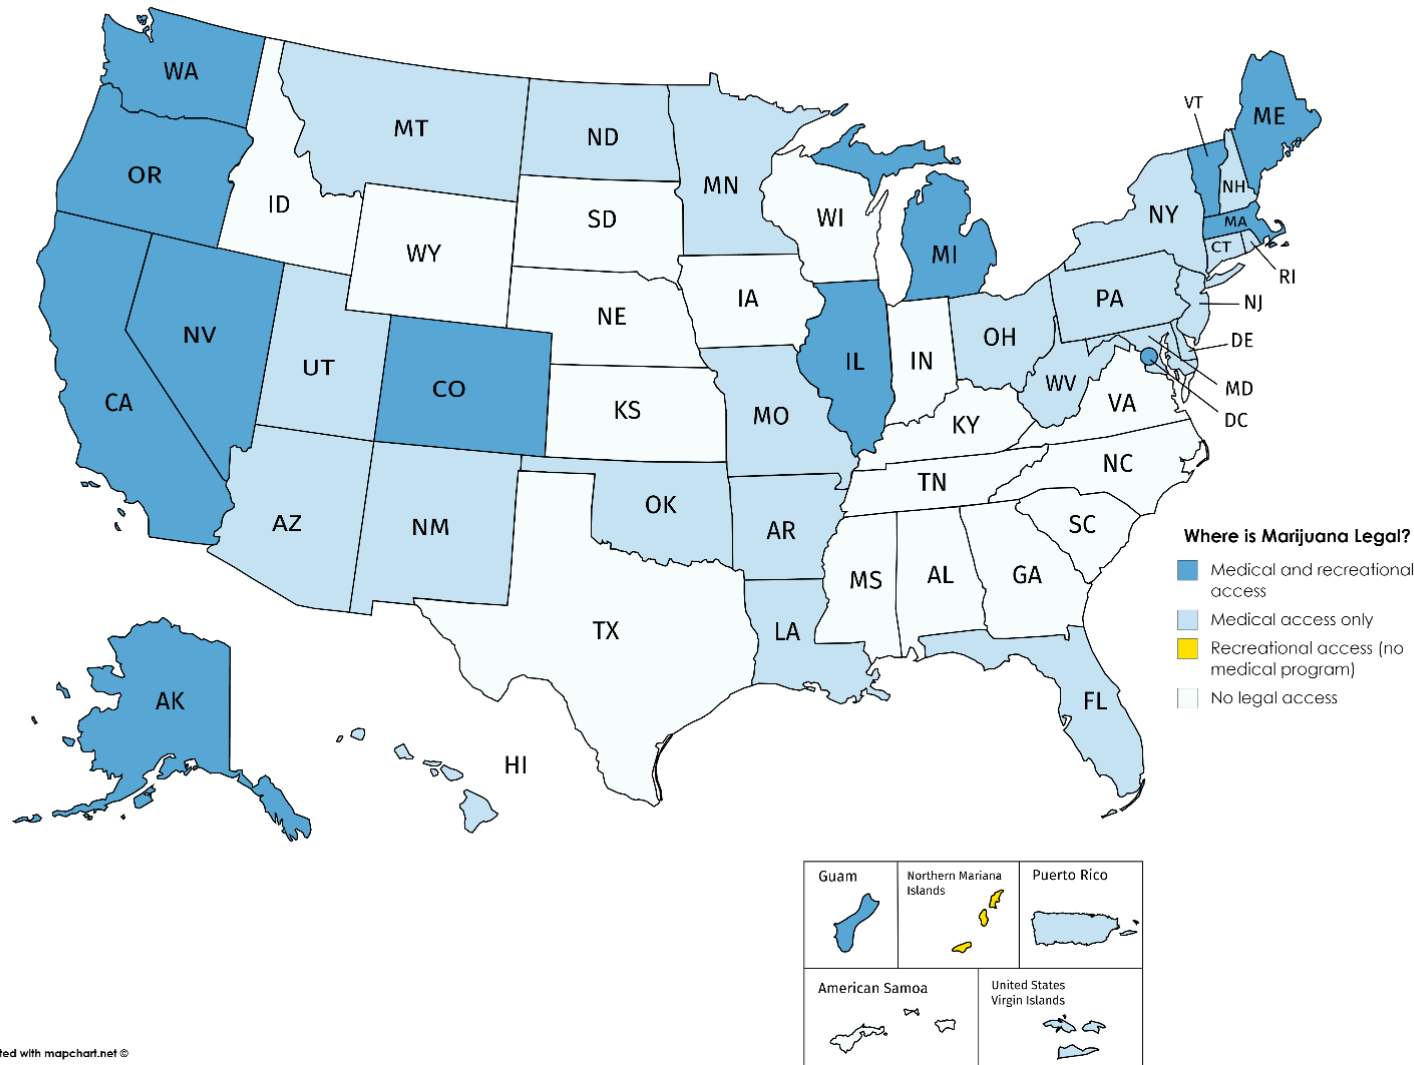 WA
MT
ND
MN
OR
ID
SD
WI
WY
MI
VT
ME
NH
NY
MA
CT
RI
IA
NE
PA
NJ
NV
UT
CO
IL
IN
OH
DE
WV
MD
DC
CA
KS
MO
KY
VA
NC
TN
AZ
NM
OK
AR
SC
MS
AL
GA
TX
LA
FL
AK
HI
Where is Marijuana Legal?
Medical and recreational
access
Medical access only
Recreational access (no
medical program)
No legal access
Guam
Northern Mariana
Islands
Puerto Rico
American Samoa
United States
Virgin Islands
ted with mapchart.net ©